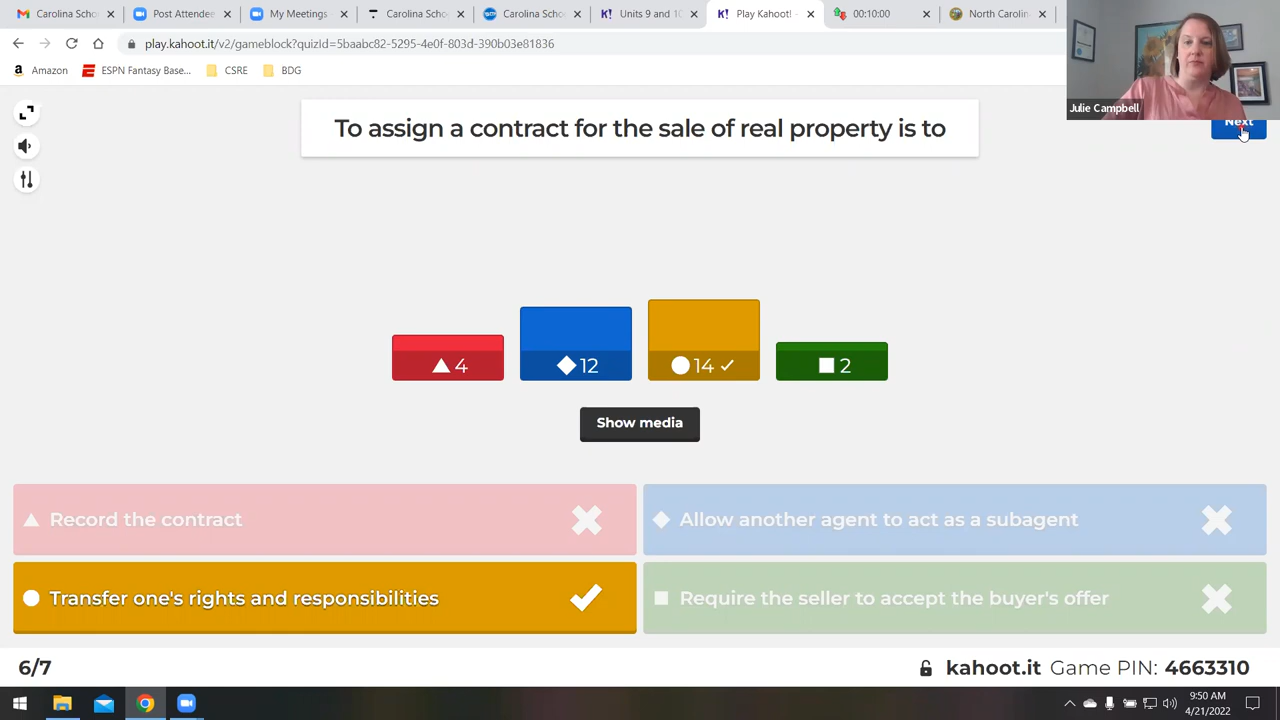 Carolina Scho
Post Attendee
My Meetings
Carolina Scho
Carolina Scho
K! Units 9 and 10
K! Play Kahoot! -
00:10:00
North Carolin
play.kahoot.it/v2/gameblock?quizId=5baabc82-5295-4e0f-803d-390b03e81836
Amazon
ESPN Fantasy Base...
CSRE
BDG
Julie Campbell
To assign a contract for the sale of real property is to
Next
4
12
14
2
Show media
Record the contract
Allow another agent to act as a subagent
Transfer one's rights and responsibilities
Require the seller to accept the buyer's offer
6/7
kahoot.it Game PIN: 4663310
9:50 AM
4/21/2022